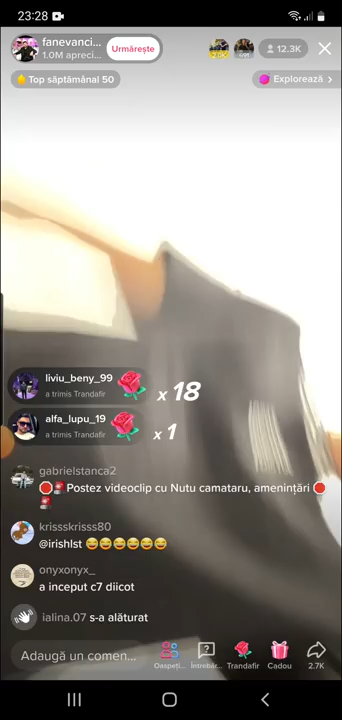 23:28
fanevanci...
1.0M apreci...
Urmărește
12.3K
Top săptămânal 50
Explorează >
liviu_beny_99
a trimis Trandafir
x 18
alfa_lupu_19
a trimis Trandafir
x 1
gabrielstanca2
🛑🚨Postez videoclip cu Nutu camataru, amenințări 🛑
🚨
krissskrisss80
@irishlst 😂😂😂😂😂😂
onyxonyx_
a inceput c7 diicot
ialina.07 s-a alăturat
Adaugă un comen...
Oaspeți...
Întrebăr...
Trandafir
Cadou
2.7K